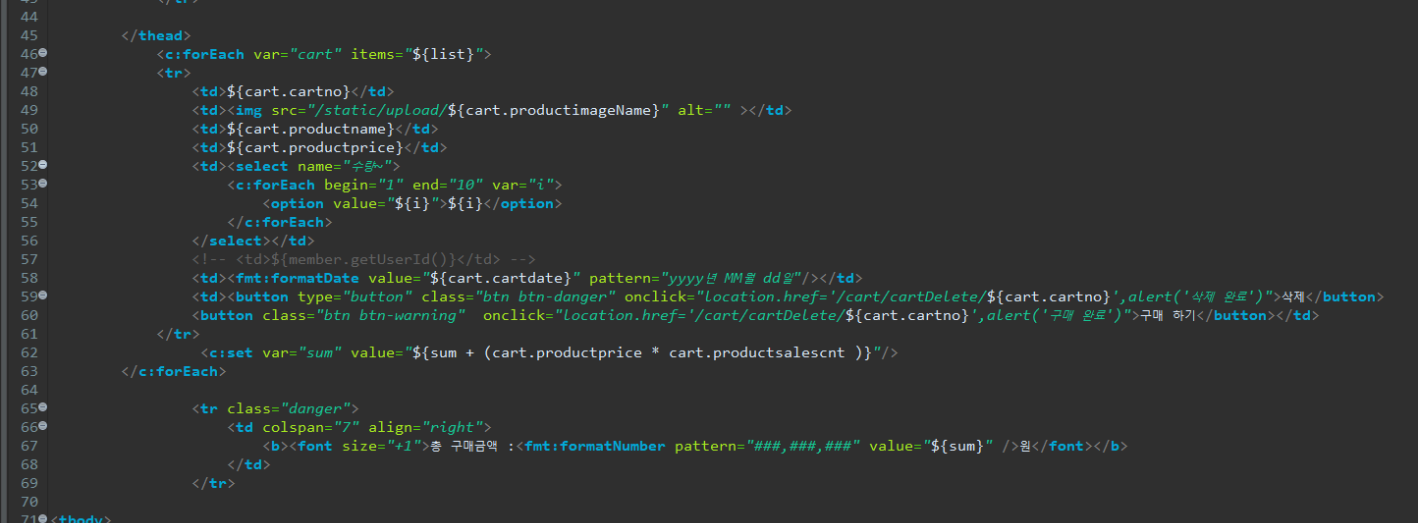 43 </tr>
44
45 </thead>
46 <c:forEach var="cart" items="${list}">
47 <tr>
48 <td>${cart.cartno}</td>
49 <td><img src="/static/upload/${cart.productimageName}" alt="" ></td>
50 <td>${cart.productname}</td>
51 <td>${cart.productprice}</td>
52 <td><select name="수량~">
53 <c:forEach begin="1" end="10" var="i">
54 <option value="${i}">${i}</option>
55 </c:forEach>
56 </select></td>
57 <!-- <td>${member.getUserId()}</td> -->
58 <td><fmt:formatDate value="${cart.cartdate}" pattern="yyyy년 MM월 dd일"/></td>
59 <td><button type="button" class="btn btn-danger" onclick="location.href='/cart/cartDelete/${cart.cartno}',alert('삭제 완료')">삭제</button>
60 <button class="btn btn-warning"  onclick="location.href='/cart/cartDelete/${cart.cartno}',alert('구매 완료')">구매 하기</button></td>
61 </tr>
62 <c:set var="sum" value="${sum + (cart.productprice * cart.productsalescnt )}"/>
63 </c:forEach>
64
65 <tr class="danger">
66 <td colspan="7" align="right">
67 <b><font size="+1">총 구매금액 :<fmt:formatNumber pattern="###,###,###" value="${sum}" />원</font></b>
68 </td>
69 </tr>
70
71 <tbody>